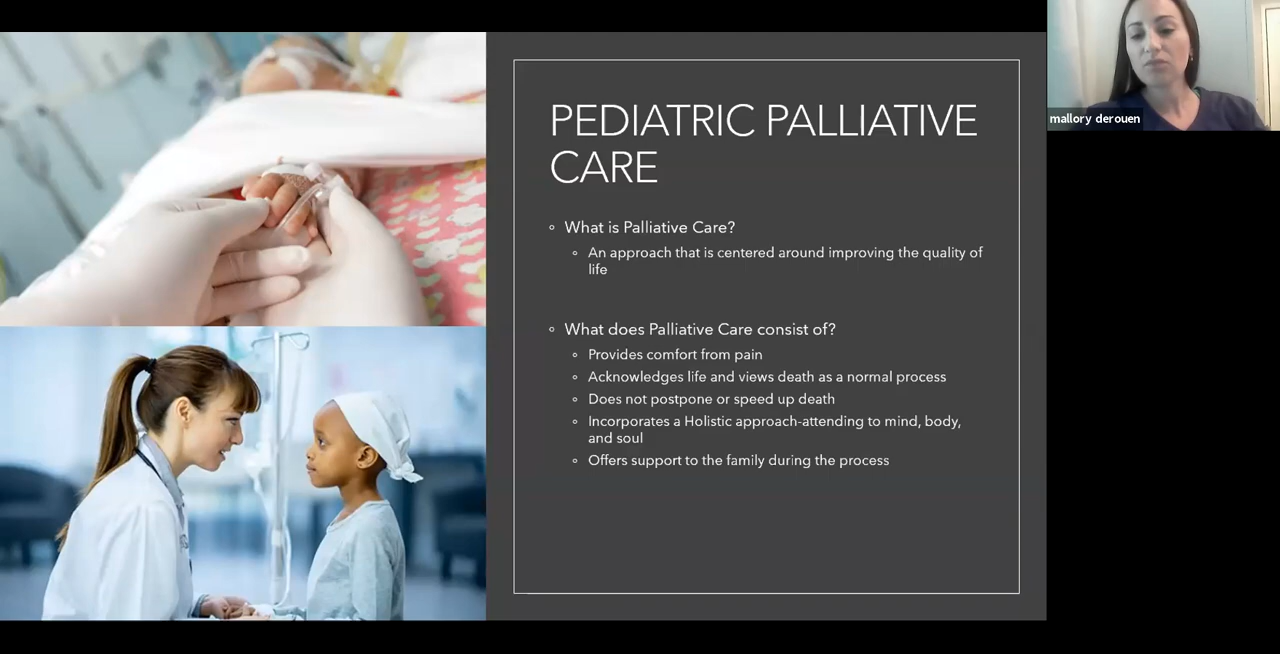 PEDIATRIC PALLIATIVE
CARE
What is Palliative Care?
An approach that is centered around improving the quality of
life
What does Palliative Care consist of?
Provides comfort from pain
Acknowledges life and views death as a normal process
Does not postpone or speed up death
Incorporates a Holistic approach-attending to mind, body,
and soul
Offers support to the family during the process
mallory derouen